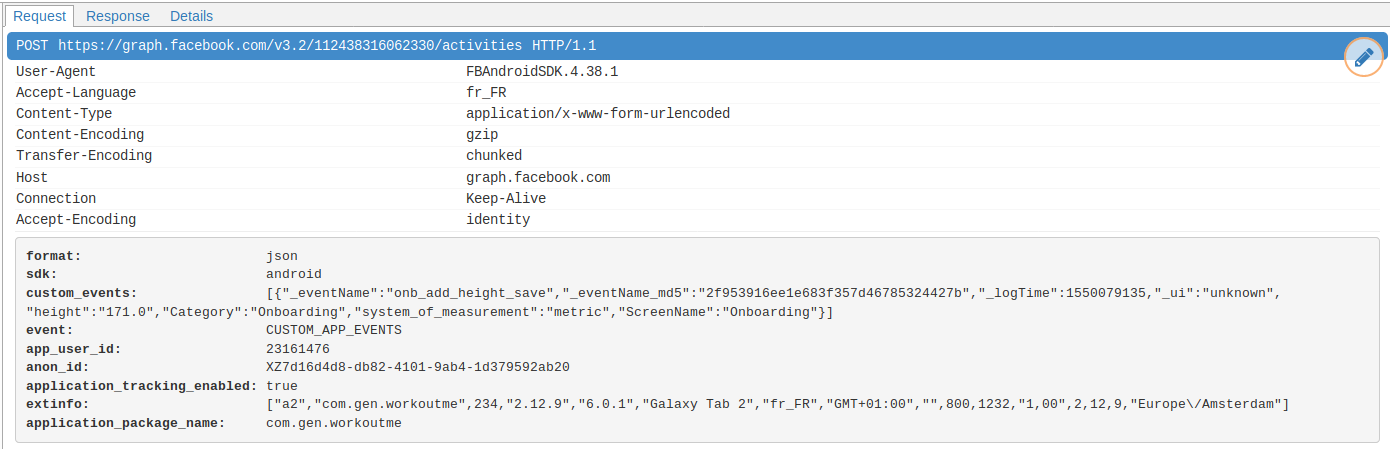 Request Response Details
POST https://graph.facebook.com/v3.2/112438316062330/activities HTTP/1.1
User-Agent FBAndroidSDK.4.38.1
Accept-Language fr_FR
Content-Type application/x-www-form-urlencoded
Content-Encoding gzip
Transfer-Encoding chunked
Host graph.facebook.com
Connection Keep-Alive
Accept-Encoding identity
format: json
sdk: android
custom_events: [{"_eventName":"onb_add_height_save","_eventName_md5":"2f953916ee1e683f357d46785324427b","_logTime":1550079135,"_ui":"unknown",
"height":"171.0","Category":"Onboarding","system_of_measurement":"metric","ScreenName":"Onboarding"}]
event: CUSTOM_APP_EVENTS
app_user_id: 23161476
anon_id: XZ7d16d4d8-db82-4101-9ab4-1d379592ab20
application_tracking_enabled: true
extinfo: ["a2","com.gen.workoutme",234,"2.12.9","6.0.1","Galaxy Tab 2","fr_FR","GMT+01:00","",800,1232,"1,00",2,12,9,"Europe\/Amsterdam"]
application_package_name: com.gen.workoutme